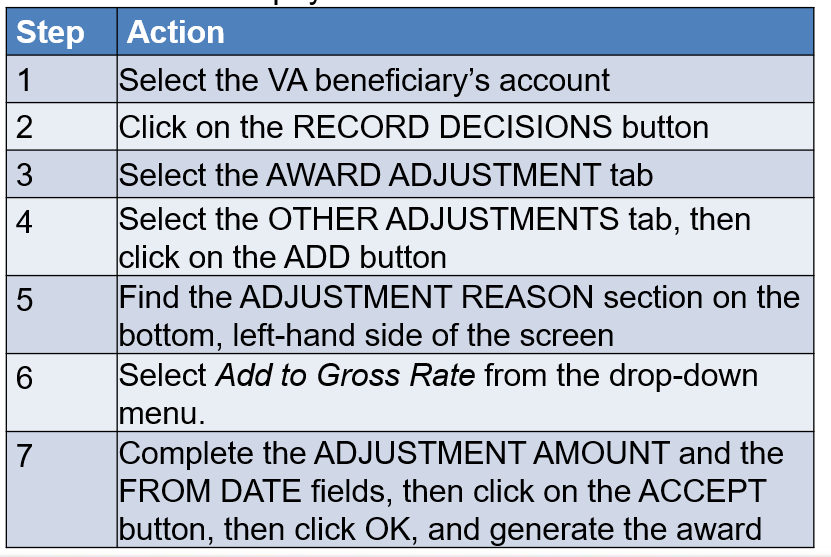 Step Action
1 Select the VA beneficiary's account
2 Click on the RECORD DECISIONS button
3 Select the AWARD ADJUSTMENT tab
4 Select the OTHER ADJUSTMENTS tab, then
click on the ADD button
5 Find the ADJUSTMENT REASON section on the
bottom, left-hand side of the screen
6 Select Add to Gross Rate from the drop-down
menu.
7 Complete the ADJUSTMENT AMOUNT and the
FROM DATE fields, then click on the ACCEPT
button, then click OK, and generate the award